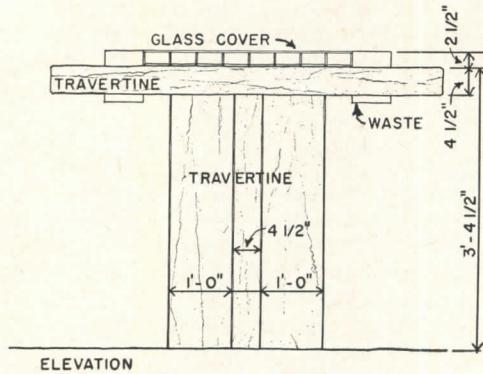 GLASS COVER
2 1/2"
TRAVERTINE
4 1/2"
WASTE
TRAVERTINE
3'-4 1/2"
4 1/2"
1'-0" 1'-0"
ELEVATION